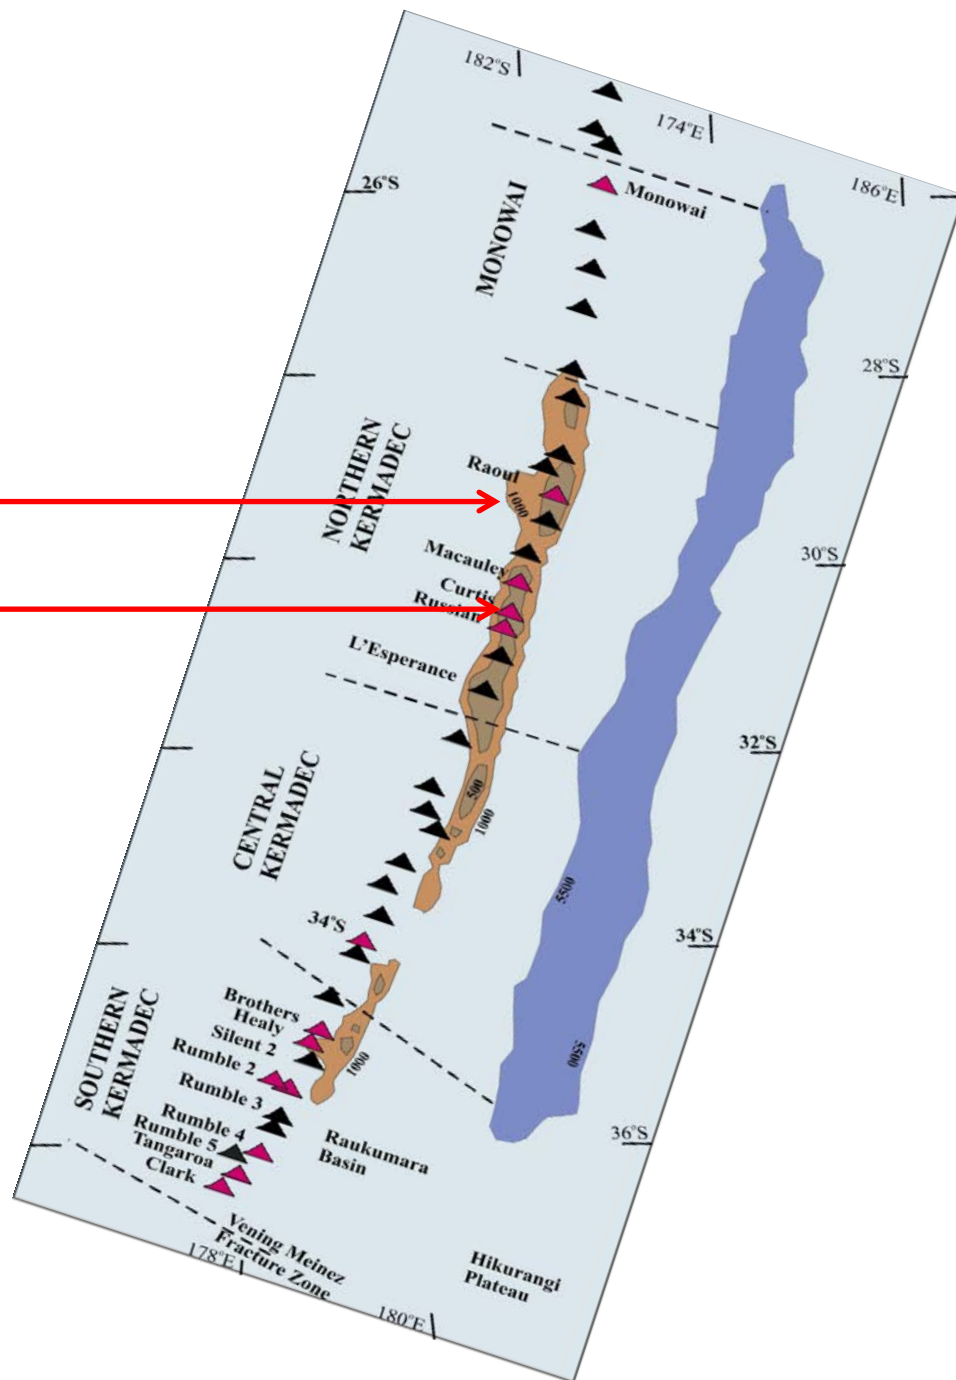 182°S
174°E
186°E
26°S
Monowai
MONOWAI
28°S
NORTHERN
KERMADEC
Raoul
1000
30°S
Macauley
Curtis
Russian
L'Esperance
32°S
CENTRAL
KERMADEC
500
1000
5500
34°S
34°S
SOUTHERN
KERMADEC
Brothers
Healy
Silent 2
Rumble 2
Rumble 3
Rumble 4
Rumble 5
Tangaroa
Clark
1000
5500
36°S
Raukumara
Basin
Vening Meinez
Fracture Zone
178°E
Hikurangi
Plateau
180°E